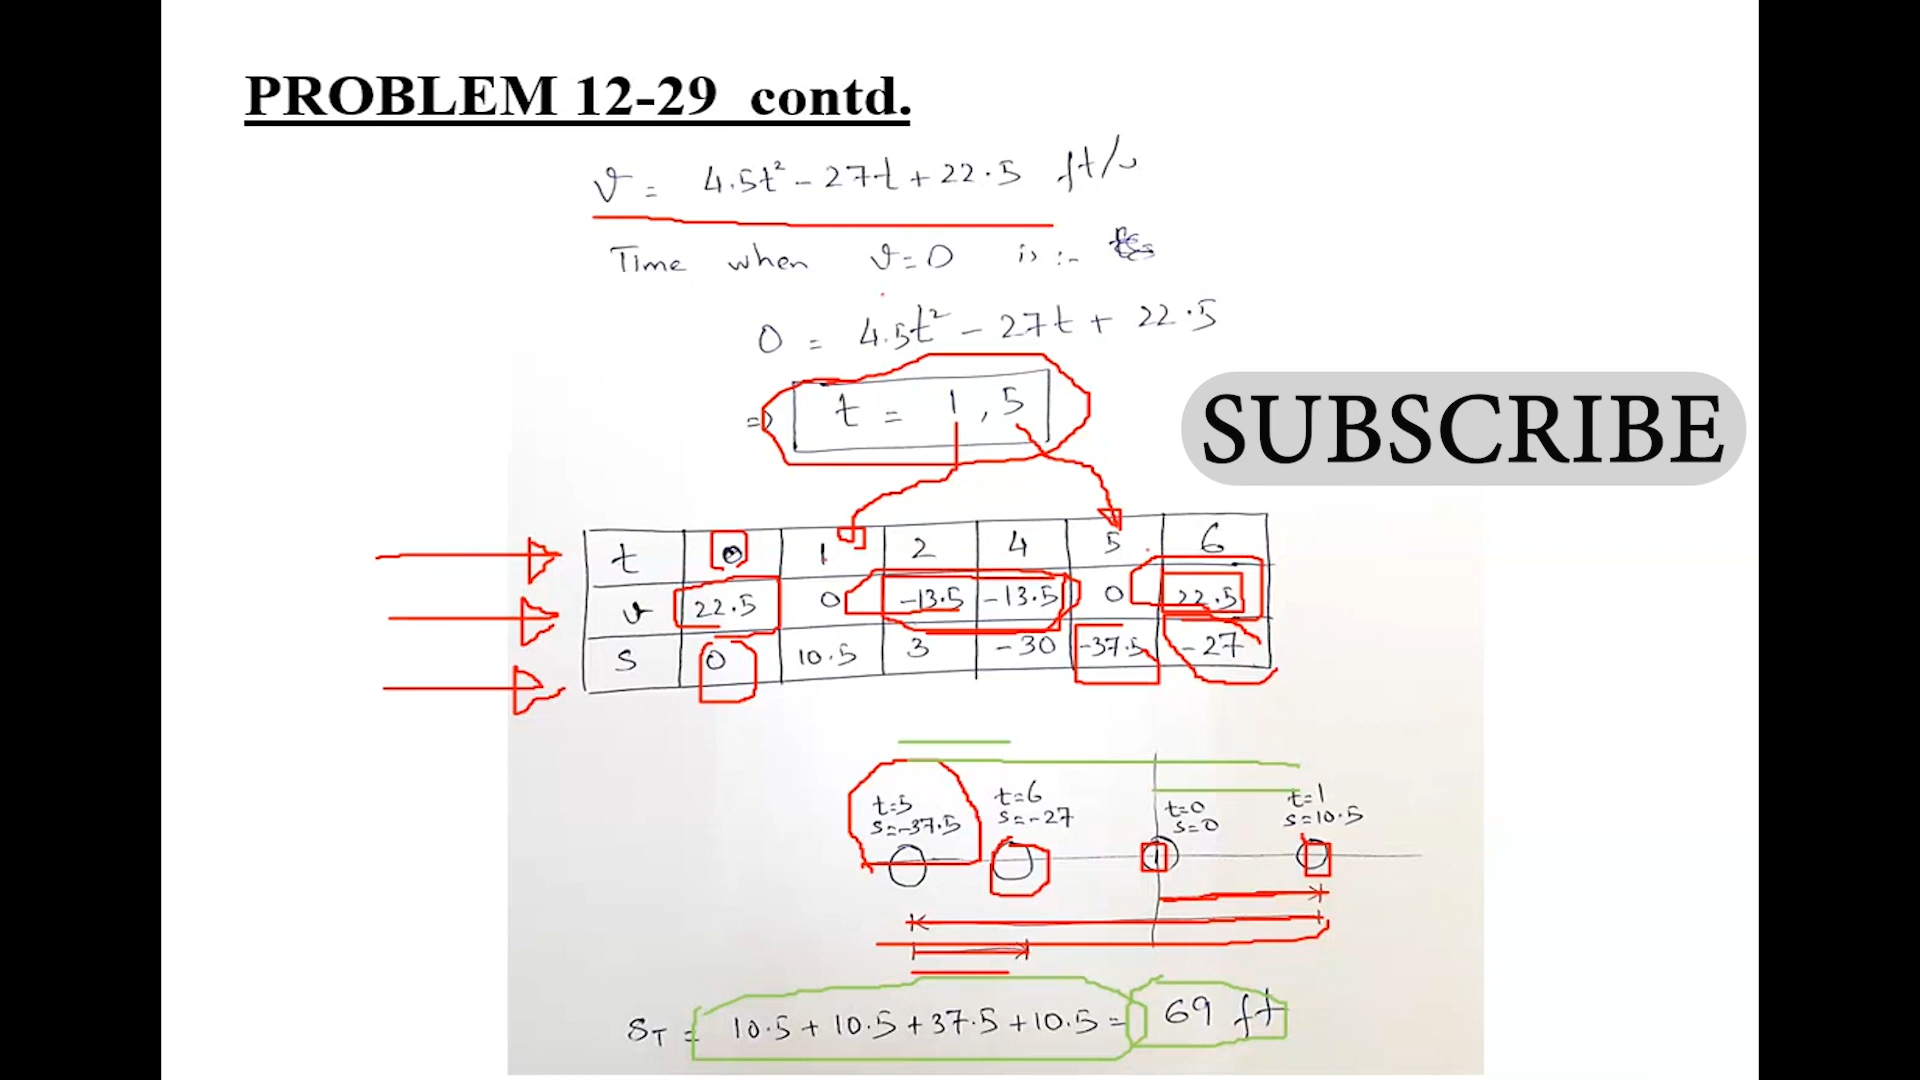 PROBLEM 12-29 contd.
v = 4.5t² - 27t + 22.5 ft/s
Time when v=0 is :-
0 = 4.5t² - 27t + 22.5
⇒ t = 1, 5
SUBSCRIBE
t 0 1 2 4 5 6
v 22.5 0 -13.5 -13.5 0 22.5
s 0 10.5 3 -30 -37.5 -27
t=5 t=6 t=0 t=1
s=-37.5 s=-27 s=0 s=10.5
S_T = 10.5 + 10.5 + 37.5 + 10.5 = 69 ft